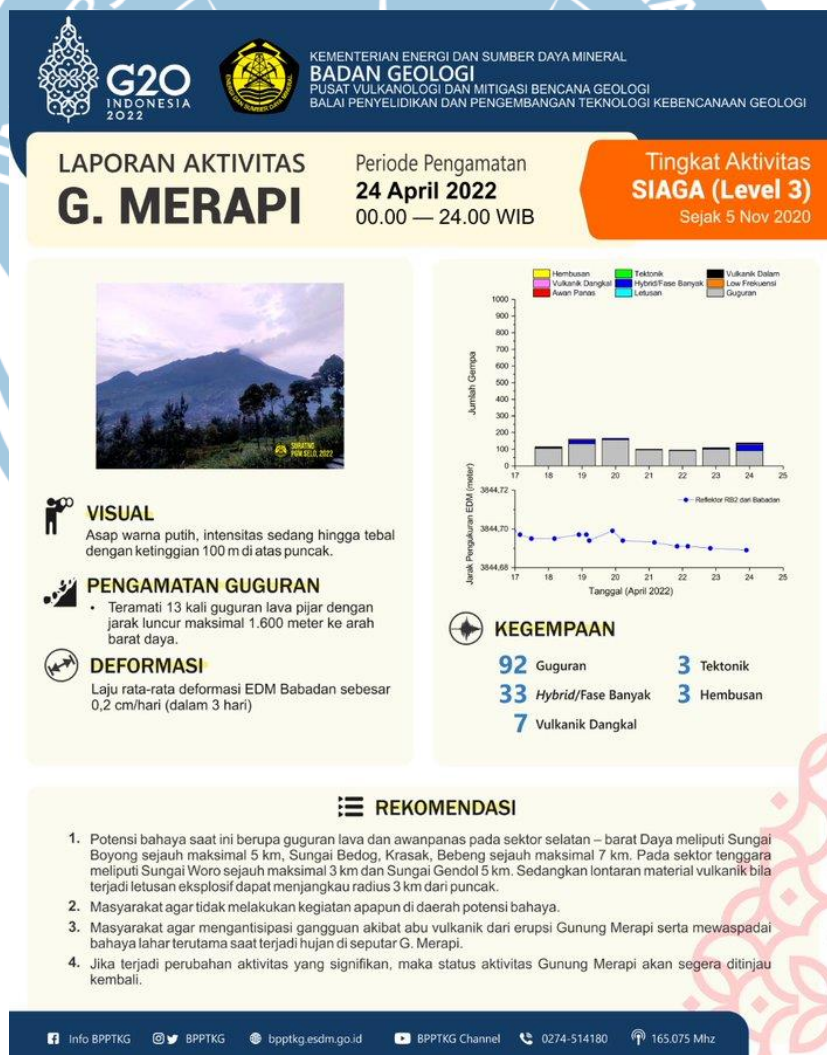 G20
INDONESIA
2022
KEMENTERIAN ENERGI DAN SUMBER DAYA MINERAL
BADAN GEOLOGI
PUSAT VULKANOLOGI DAN MITIGASI BENCANA GEOLOGI
BALAI PENYELIDIKAN DAN PENGEMBANGAN TEKNOLOGI KEBENCANAAN GEOLOGI
LAPORAN AKTIVITAS
G. MERAPI
Periode Pengamatan
24 April 2022
00.00 — 24.00 WIB
Tingkat Aktivitas
SIAGA (Level 3)
Sejak 5 Nov 2020
SURATNO
PGM SELO, 2022
VISUAL
Asap warna putih, intensitas sedang hingga tebal
dengan ketinggian 100 m di atas puncak.
PENGAMATAN GUGURAN
• Teramati 13 kali guguran lava pijar dengan
jarak luncur maksimal 1.600 meter ke arah
barat daya.
DEFORMASI
Laju rata-rata deformasi EDM Babadan sebesar
0,2 cm/hari (dalam 3 hari)
Hembusan Tektonik Vulkanik Dalam
Vulkanik Dangkal Hybrid/Fase Banyak Low Frekuensi
Awan Panas Letusan Guguran
Jumlah Gempa
1000
900
800
700
600
500
400
300
200
100
0
17 18 19 20 21 22 23 24 25
Jarak Pengukuran EDM (meter)
3844,72
3844,70
3844,68
Reflektor RB2 dari Babadan
17 18 19 20 21 22 23 24 25
Tanggal (April 2022)
KEGEMPAAN
92 Guguran
3 Tektonik
33 Hybrid/Fase Banyak
3 Hembusan
7 Vulkanik Dangkal
REKOMENDASI
1. Potensi bahaya saat ini berupa guguran lava dan awanpanas pada sektor selatan – barat Daya meliputi Sungai
Boyong sejauh maksimal 5 km, Sungai Bedog, Krasak, Bebeng sejauh maksimal 7 km. Pada sektor tenggara
meliputi Sungai Woro sejauh maksimal 3 km dan Sungai Gendol 5 km. Sedangkan lontaran material vulkanik bila
terjadi letusan eksplosif dapat menjangkau radius 3 km dari puncak.
2. Masyarakat agar tidak melakukan kegiatan apapun di daerah potensi bahaya.
3. Masyarakat agar mengantisipasi gangguan akibat abu vulkanik dari erupsi Gunung Merapi serta mewaspadai
bahaya lahar terutama saat terjadi hujan di seputar G. Merapi.
4. Jika terjadi perubahan aktivitas yang signifikan, maka status aktivitas Gunung Merapi akan segera ditinjau
kembali.
Info BPPTKG BPPTKG bpptkg.esdm.go.id BPPTKG Channel 0274-514180 165.075 Mhz